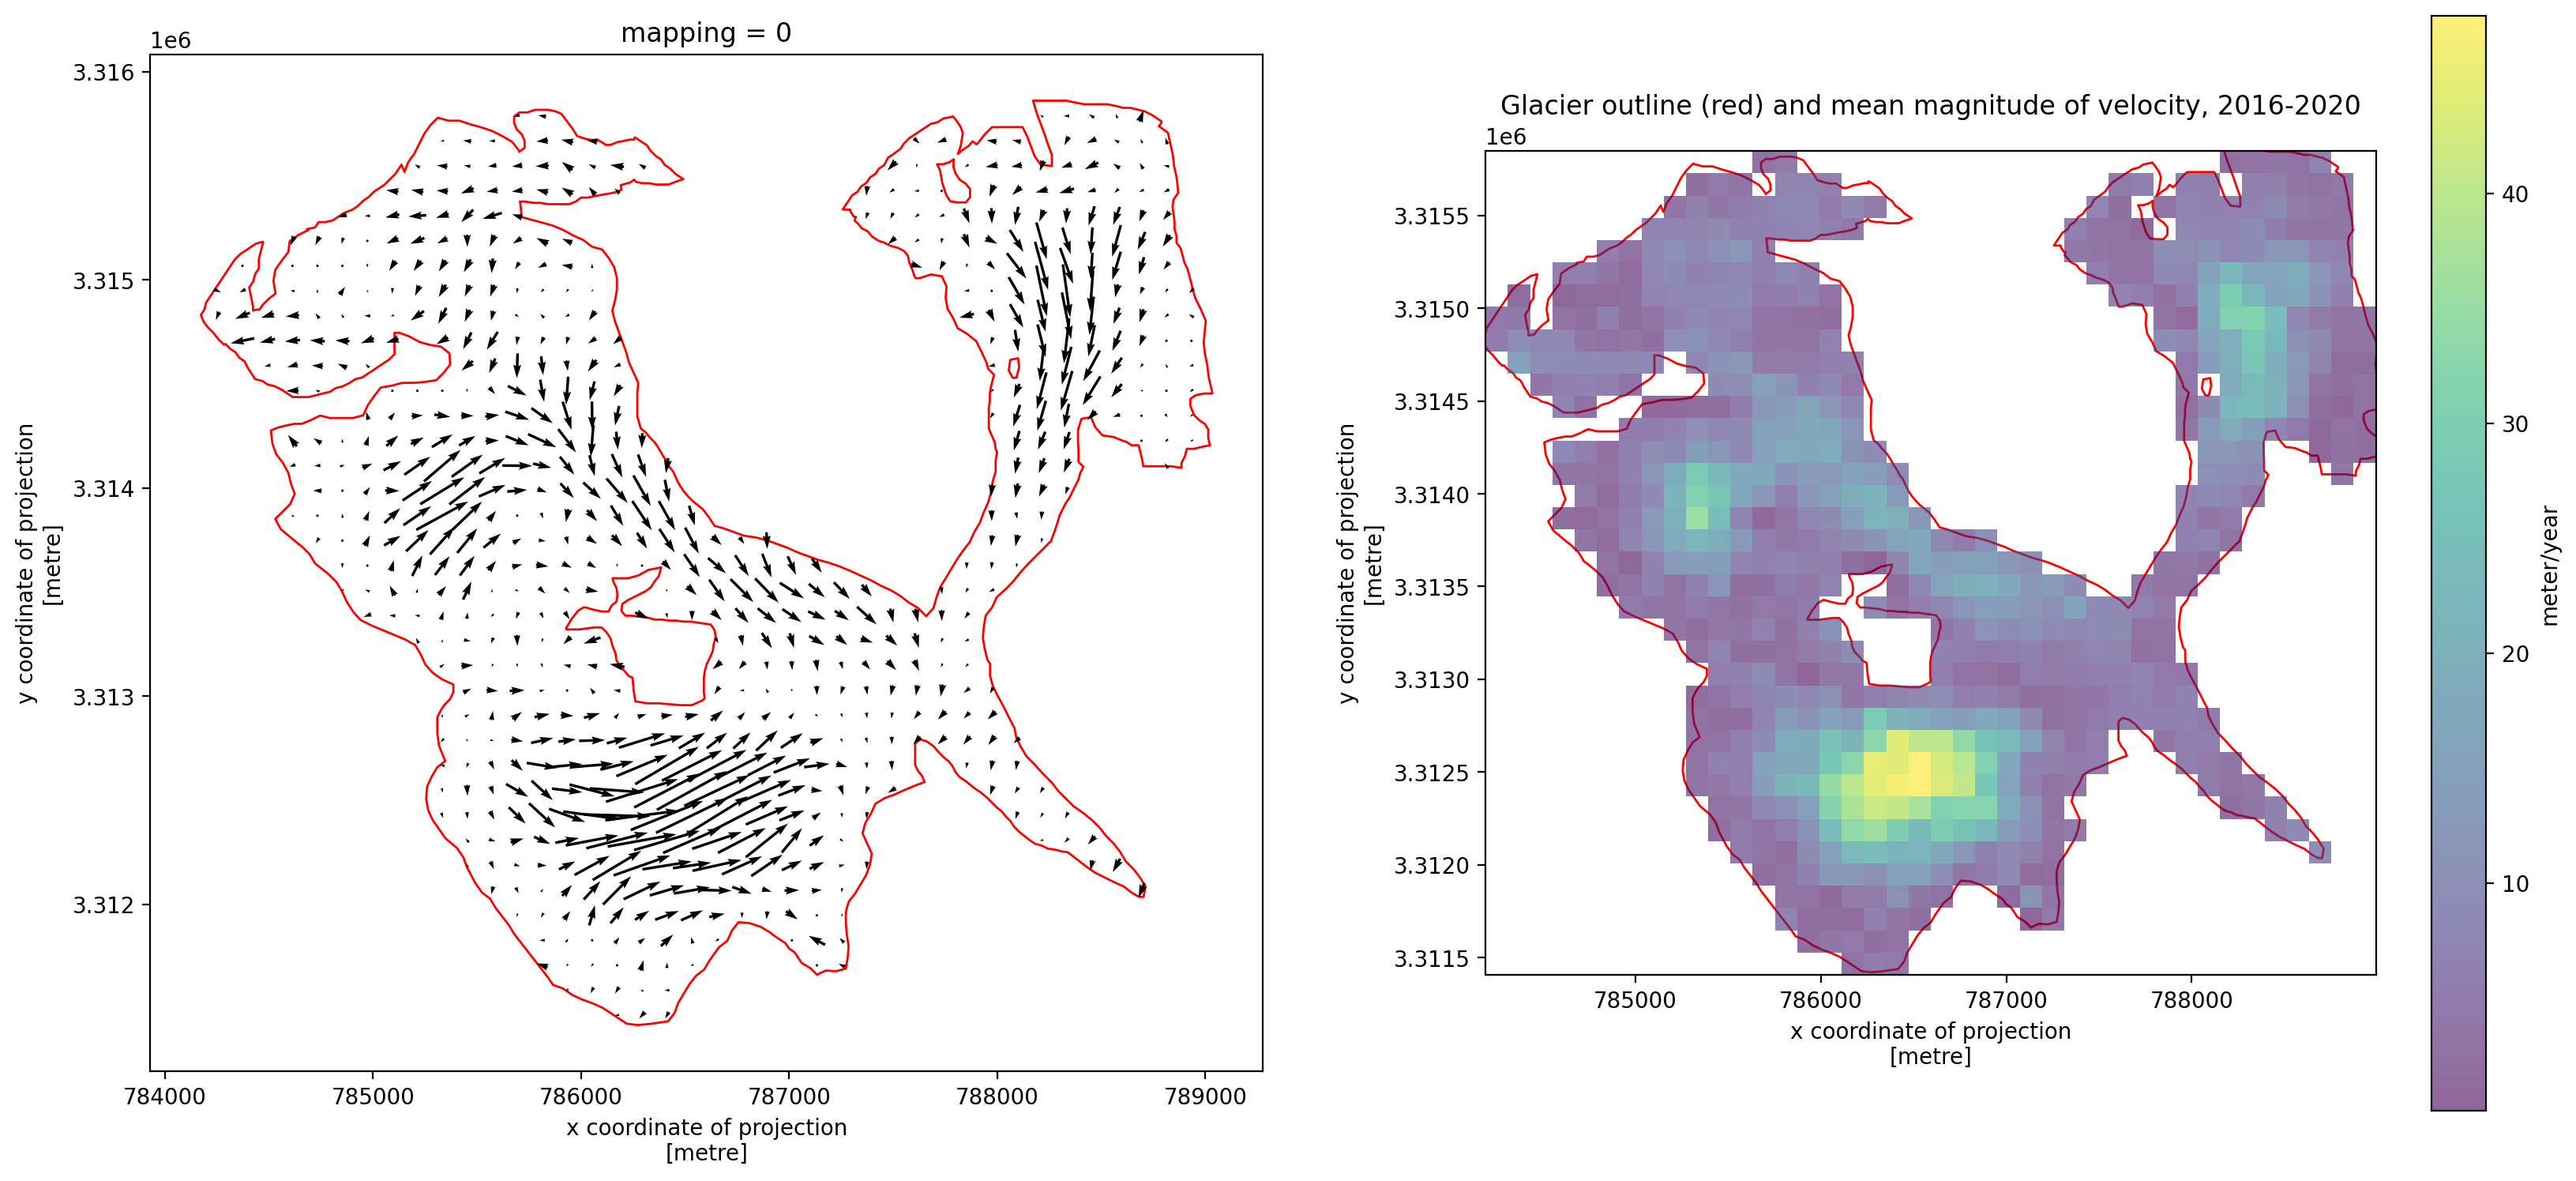 mapping = 0
1e6
3.316
3.315
3.314
3.313
3.312
y coordinate of projection
[metre]
784000 785000 786000 787000 788000 789000
x coordinate of projection
[metre]
Glacier outline (red) and mean magnitude of velocity, 2016-2020
1e6
3.3155
3.3150
3.3145
3.3140
3.3135
3.3130
3.3125
3.3120
3.3115
y coordinate of projection
[metre]
785000 786000 787000 788000
x coordinate of projection
[metre]
40
30
20
10
meter/year